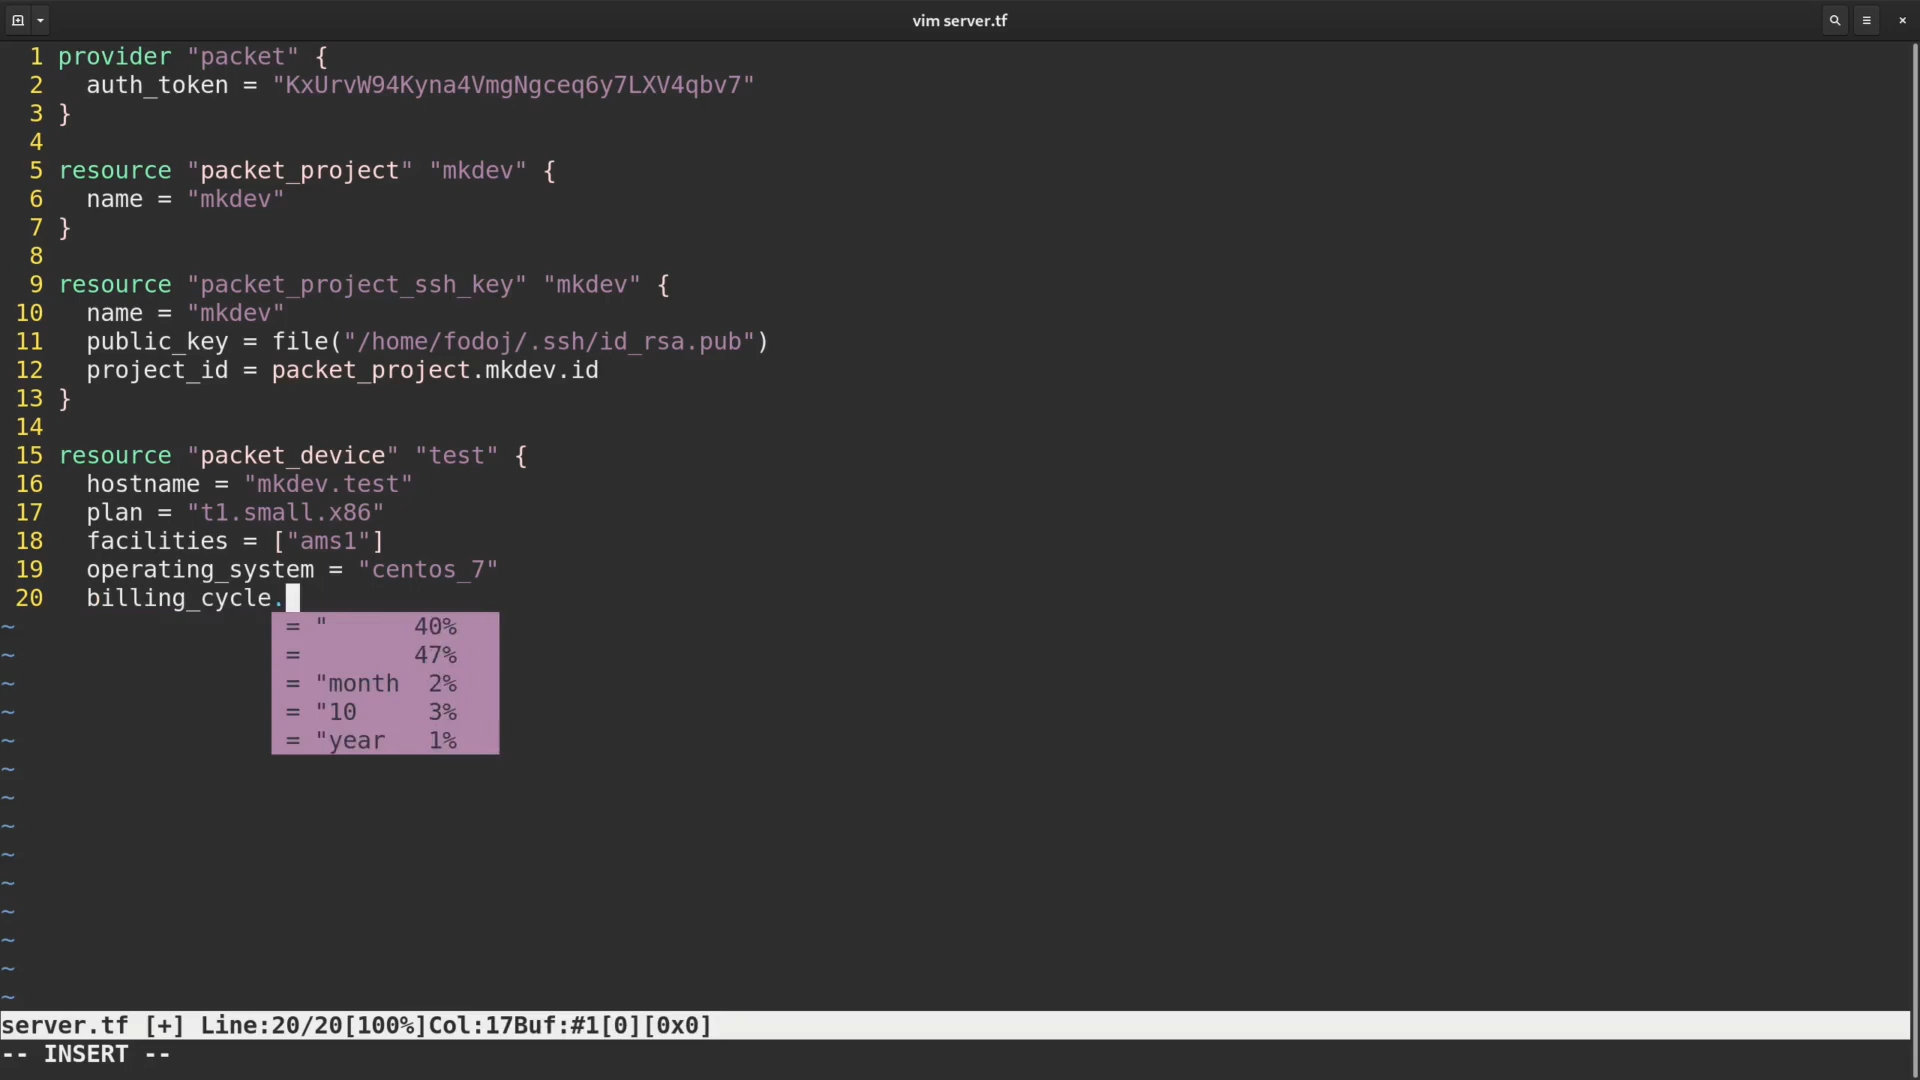 vim server.tf
1 provider "packet" {
2   auth_token = "KxUrvW94Kyna4VmgNgceq6y7LXV4qbv7"
3 }
4
5 resource "packet_project" "mkdev" {
6   name = "mkdev"
7 }
8
9 resource "packet_project_ssh_key" "mkdev" {
10   name = "mkdev"
11   public_key = file("/home/fodoj/.ssh/id_rsa.pub")
12   project_id = packet_project.mkdev.id
13 }
14
15 resource "packet_device" "test" {
16   hostname = "mkdev.test"
17   plan = "t1.small.x86"
18   facilities = ["ams1"]
19   operating_system = "centos_7"
20   billing_cycle.
~ = " 40%
~ = 47%
~ = "month 2%
~ = "10 3%
~ = "year 1%
~
~
~
~
~
~
~
~
~
server.tf [+] Line:20/20[100%]Col:17Buf:#1[0][0x0]
-- INSERT --